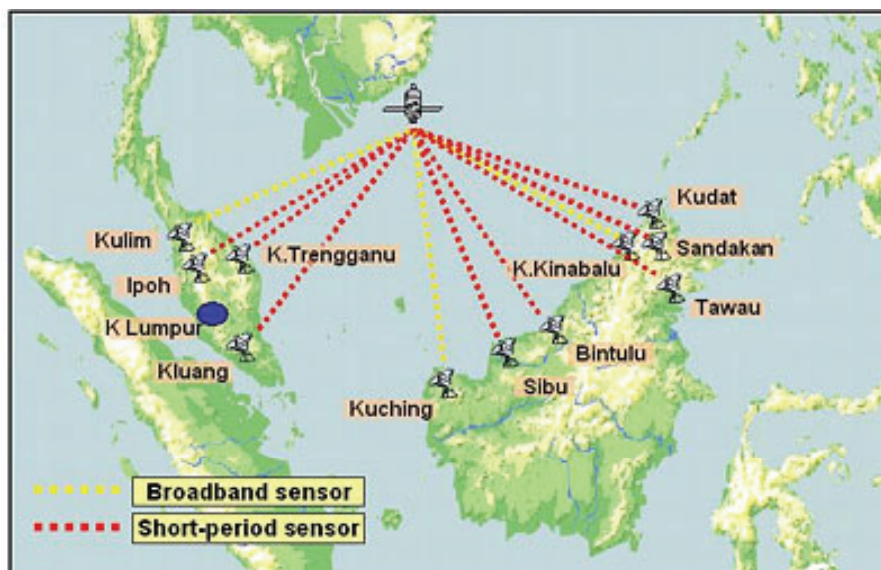 Kulim
Ipoh
K.Trengganu
K Lumpur
Kluang
Kudat
Sandakan
K.Kinabalu
Tawau
Bintulu
Sibu
Kuching
Broadband sensor
Short-period sensor